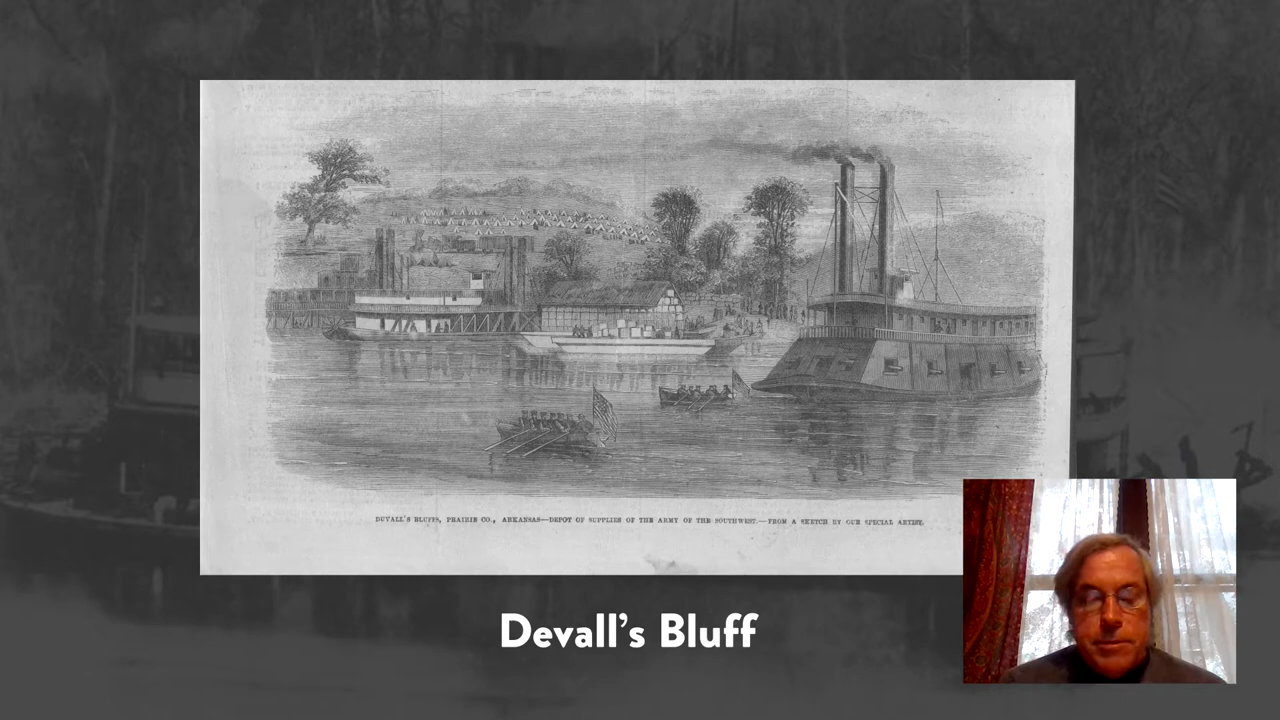 DUVALL'S BLUFFS, PRAIRIE CO., ARKANSAS—DEPOT OF SUPPLIES OF THE ARMY OF THE SOUTHWEST.—FROM A SKETCH BY OUR SPECIAL ARTIST.
Devall's Bluff